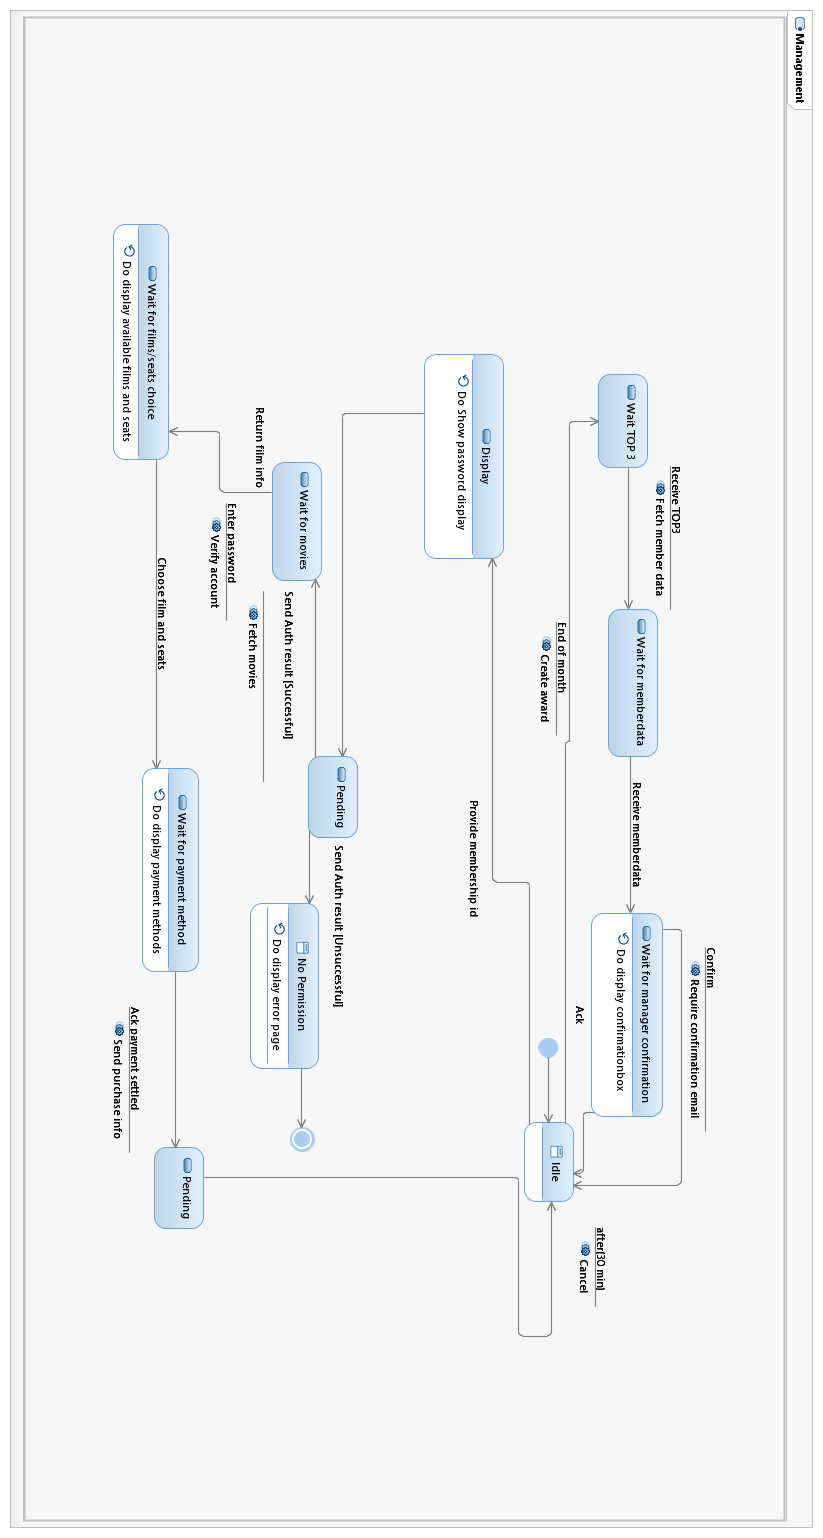 Management
Confirm
Require confirmation email
Receive TOP3
Fetch member data
Wait TOP 3
Wait for memberdata
Receive memberdata
Wait for manager confirmation
Do display confirmationbox
after(30 min)
Cancel
Ack
End of month
Create award
Idle
Display
Do Show password display
Provide membership id
Pending
Send Auth result [Unsuccessful]
Wait for movies
Send Auth result [Successful]
Fetch movies
No Permission
Do display error page
Return film info
Enter password
Verify account
Wait for films/seats choice
Do display available films and seats
Choose film and seats
Wait for payment method
Do display payment methods
Pending
Ack payment settled
Send purchase info